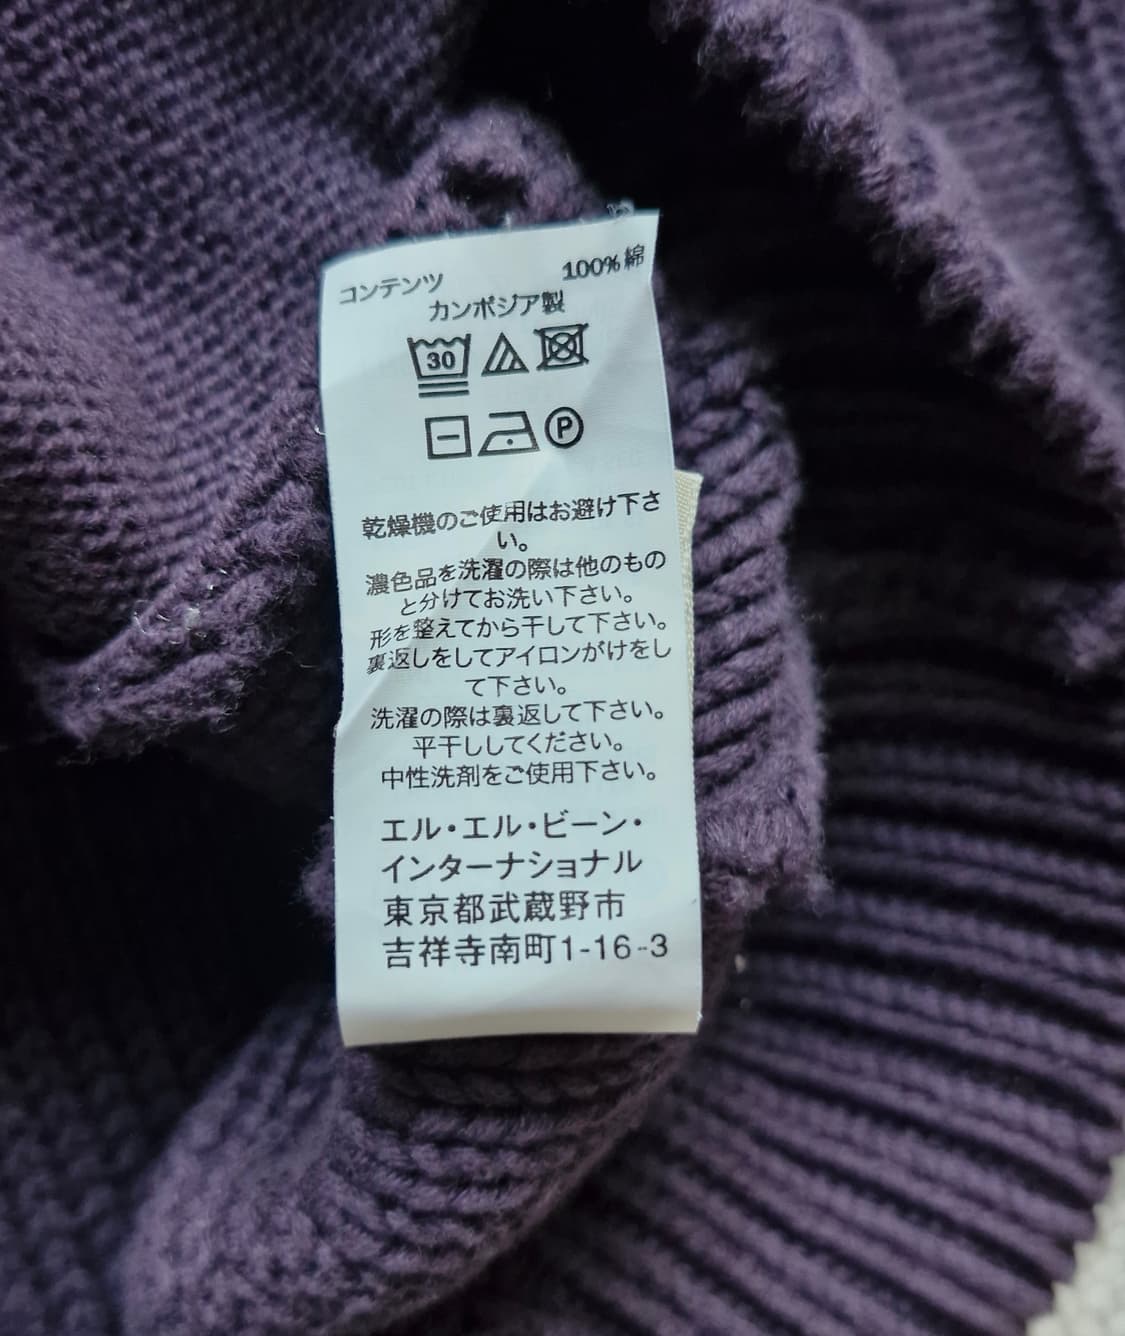 コンテンツ 100% 綿
カンボジア製
30
P
乾燥機のご使用はお避け下さ
い。
濃色品を洗濯の際は他のもの
と分けてお洗い下さい。
形を整えてから干して下さい。
裏返しをしてアイロンがけをし
て下さい。
洗濯の際は裏返して下さい。
平干ししてください。
中性洗剤をご使用下さい。
エル・エル・ビーン・
インターナショナル
東京都武蔵野市
吉祥寺南町1-16-3